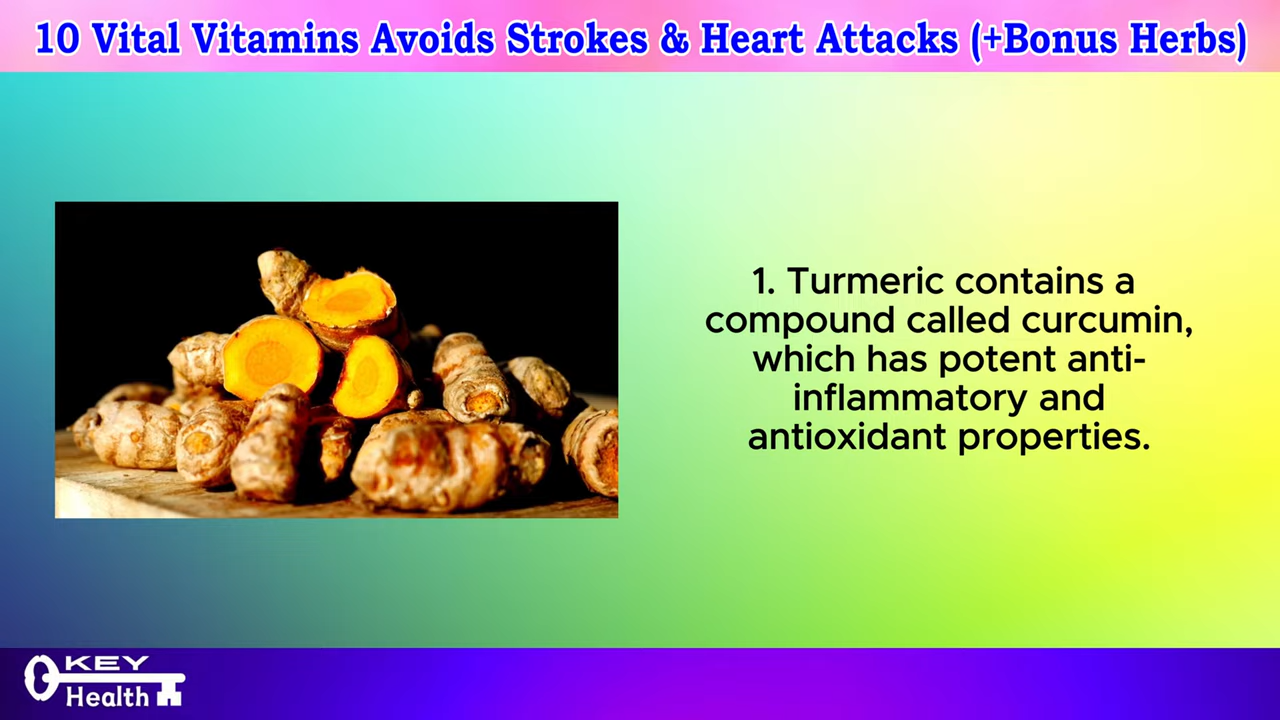 10 Vital Vitamins Avoids Strokes & Heart Attacks (+Bonus Herbs)
1. Turmeric contains a
compound called curcumin,
which has potent anti-
inflammatory and
antioxidant properties.
KEY
Health